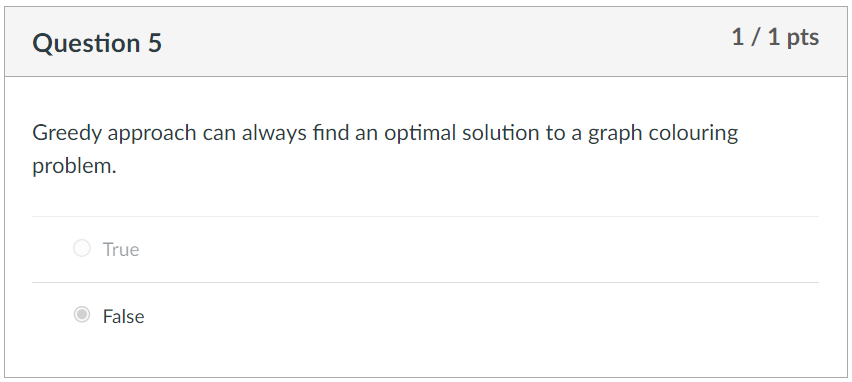 Question 5
1 / 1 pts
Greedy approach can always find an optimal solution to a graph colouring
problem.
True
False